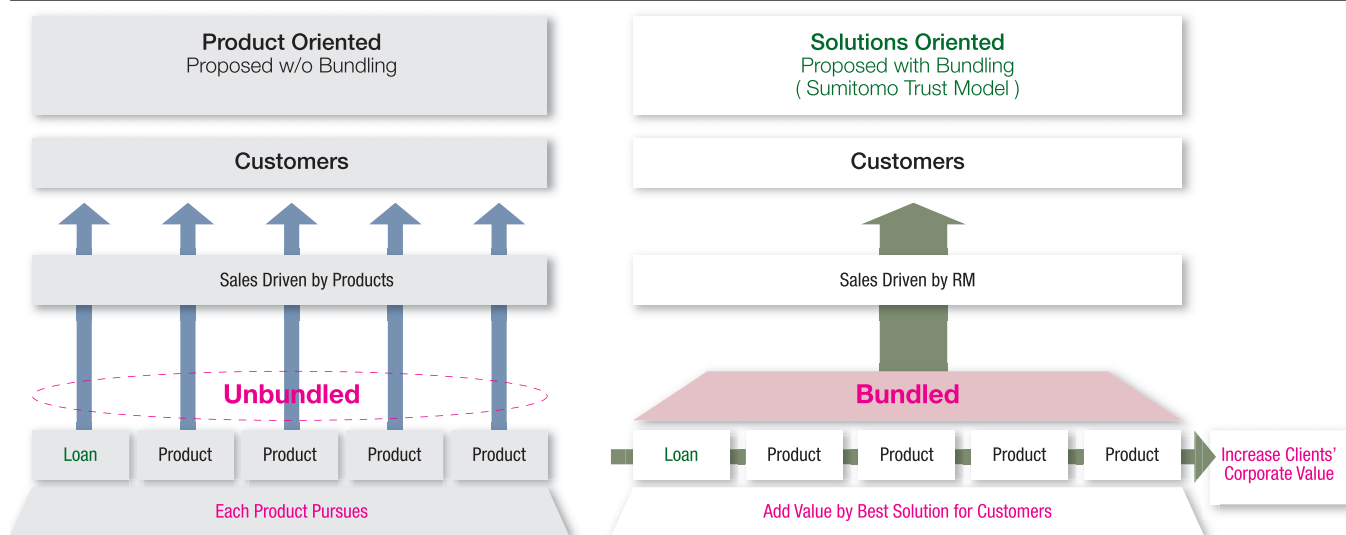 Product Oriented
Proposed w/o Bundling
Customers
Sales Driven by Products
Unbundled
Loan
Product
Product
Product
Product
Each Product Pursues
Solutions Oriented
Proposed with Bundling
( Sumitomo Trust Model )
Customers
Sales Driven by RM
Bundled
Loan
Product
Product
Product
Product
Increase Clients'
Corporate Value
Add Value by Best Solution for Customers